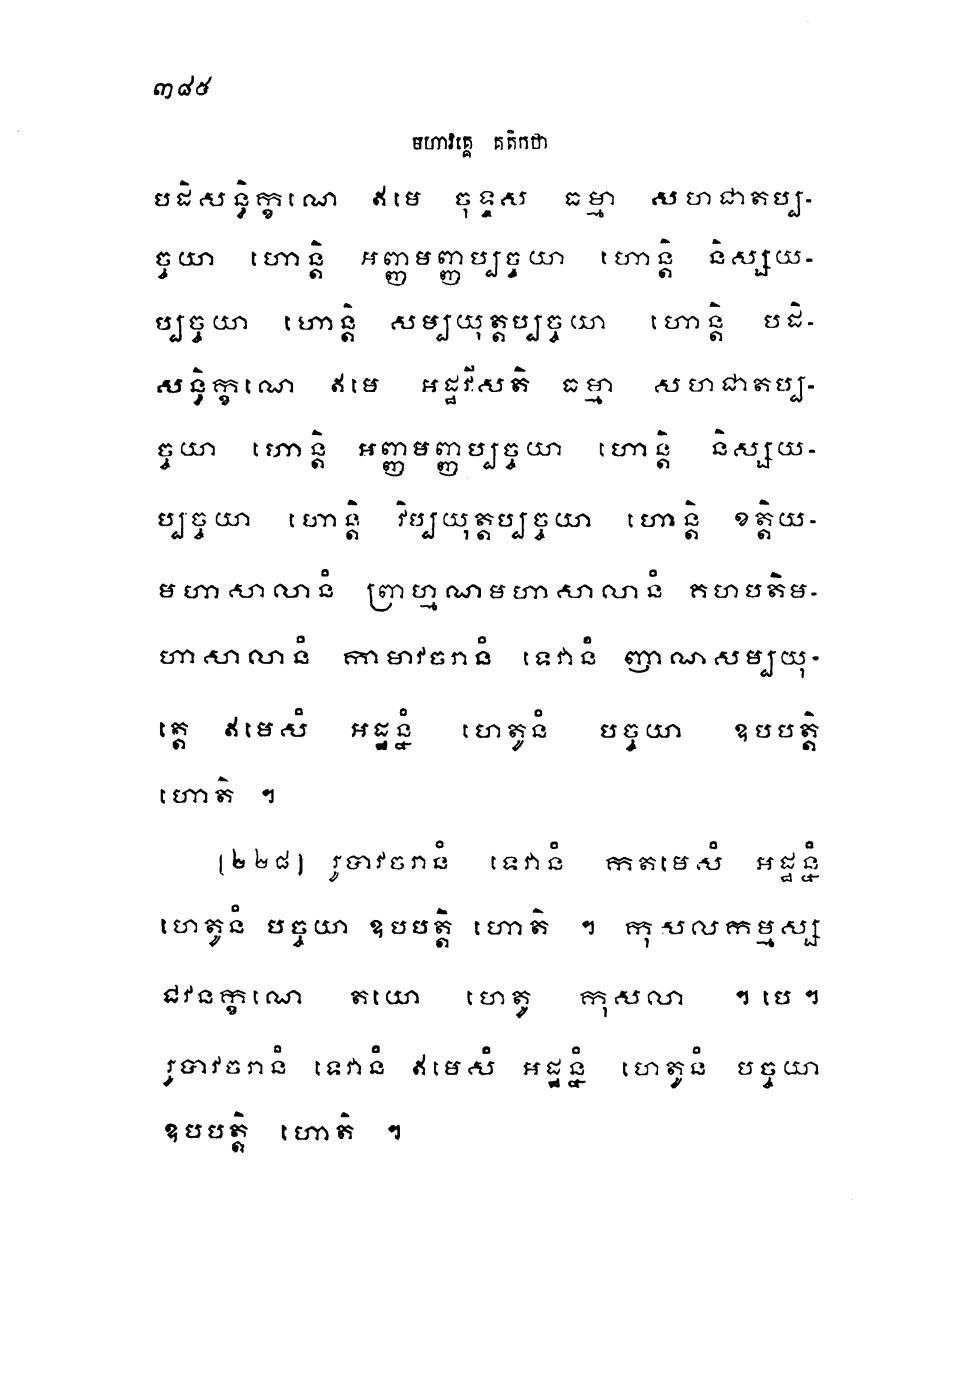 ៣៨៥
មហាវគ្គេ គតិកថា
បដិសន្ធិក្ខណេ ឥមេ ចុទ្ទស ធម្មា សហជាតប្ប-
ច្ចយា ហោន្តិ អញ្ញមញ្ញប្បច្ចយា ហោន្តិ និស្សយ-
ប្បច្ចយា ហោន្តិ សម្បយុត្តប្បច្ចយា ហោន្តិ បដិ-
សន្ធិក្ខណេ ឥមេ អដ្ឋវីសតិ ធម្មា សហជាតប្ប-
ច្ចយា ហោន្តិ អញ្ញមញ្ញប្បច្ចយា ហោន្តិ និស្សយ-
ប្បច្ចយា ហោន្តិ វិប្បយុត្តប្បច្ចយា ហោន្តិ ខត្តិយ-
មហាសាលានំ ព្រាហ្មណមហាសាលានំ គហបតិម-
ហាសាលានំ កាមាវចរានំ ទេវានំ ញាណសម្បយុ-
ត្តេ ឥមេសំ អដ្ឋន្នំ ហេតូនំ បច្ចយា ឧបបត្តិ
ហោតិ ។
(២២៨) រូបាវចរានំ ទេវានំ កតមេសំ អដ្ឋន្នំ
ហេតូនំ បច្ចយា ឧបបត្តិ ហោតិ ។ កុសលកម្មស្ស
ជវនក្ខណេ តយោ ហេតូ កុសលា ។ បេ ។
រូបាវចរានំ ទេវានំ ឥមេសំ អដ្ឋន្នំ ហេតូនំ បច្ចយា
ឧបបត្តិ ហោតិ ។